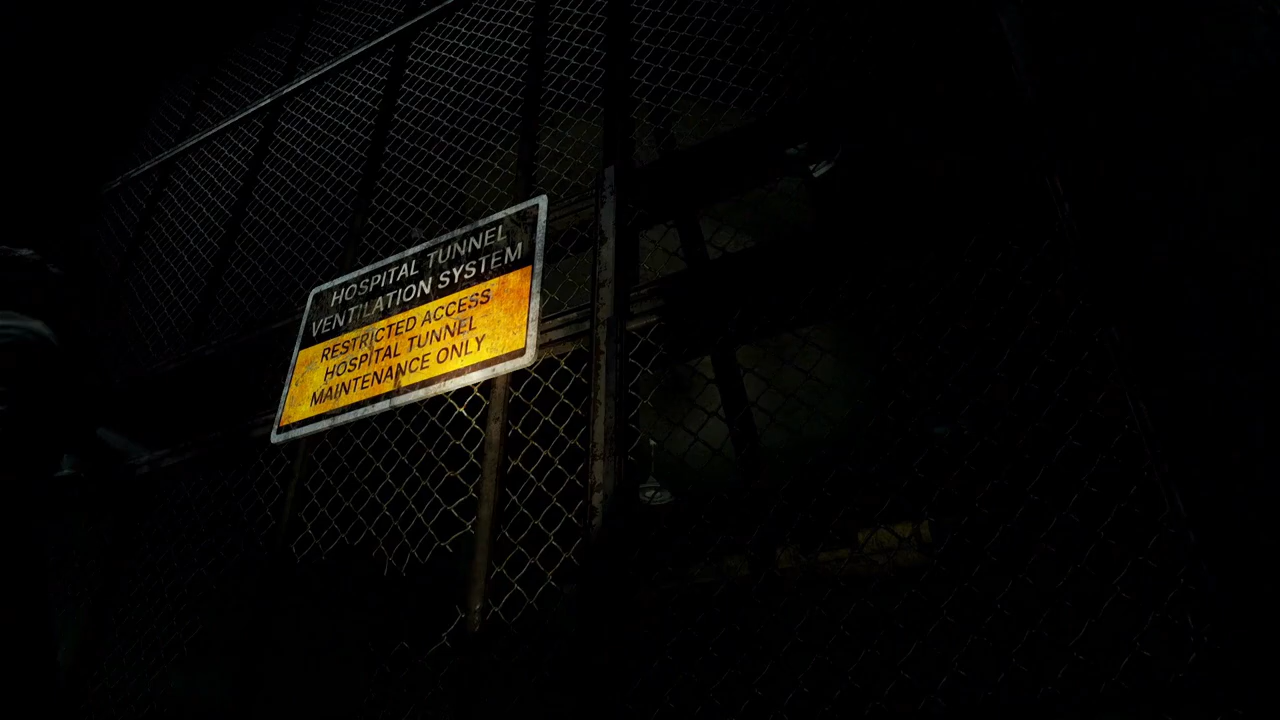 HOSPITAL TUNNEL
VENTILATION SYSTEM
RESTRICTED ACCESS
HOSPITAL TUNNEL
MAINTENANCE ONLY